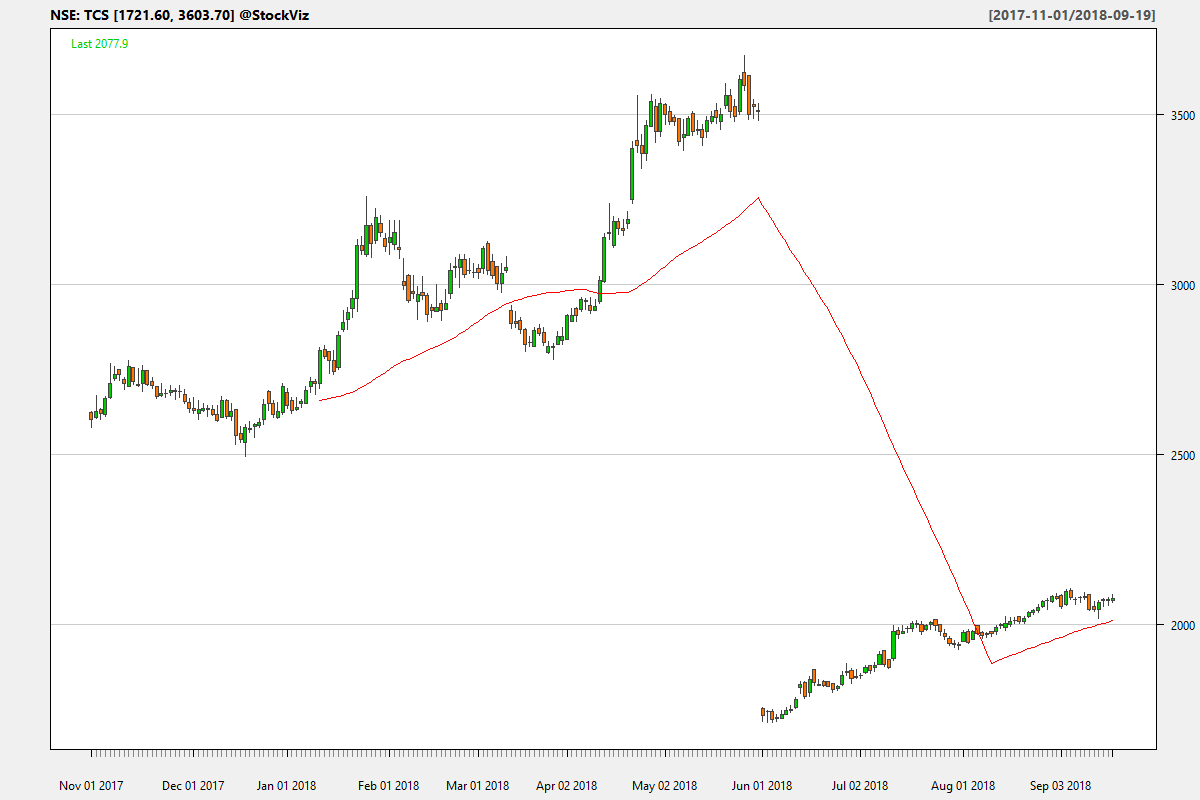 NSE: TCS [1721.60, 3603.70] @StockViz [2017-11-01/2018-09-19]
Last 2077.9
3500
3000
2500
2000
Nov 01 2017 Dec 01 2017 Jan 01 2018 Feb 01 2018 Mar 01 2018 Apr 02 2018 May 02 2018 Jun 01 2018 Jul 02 2018 Aug 01 2018 Sep 03 2018